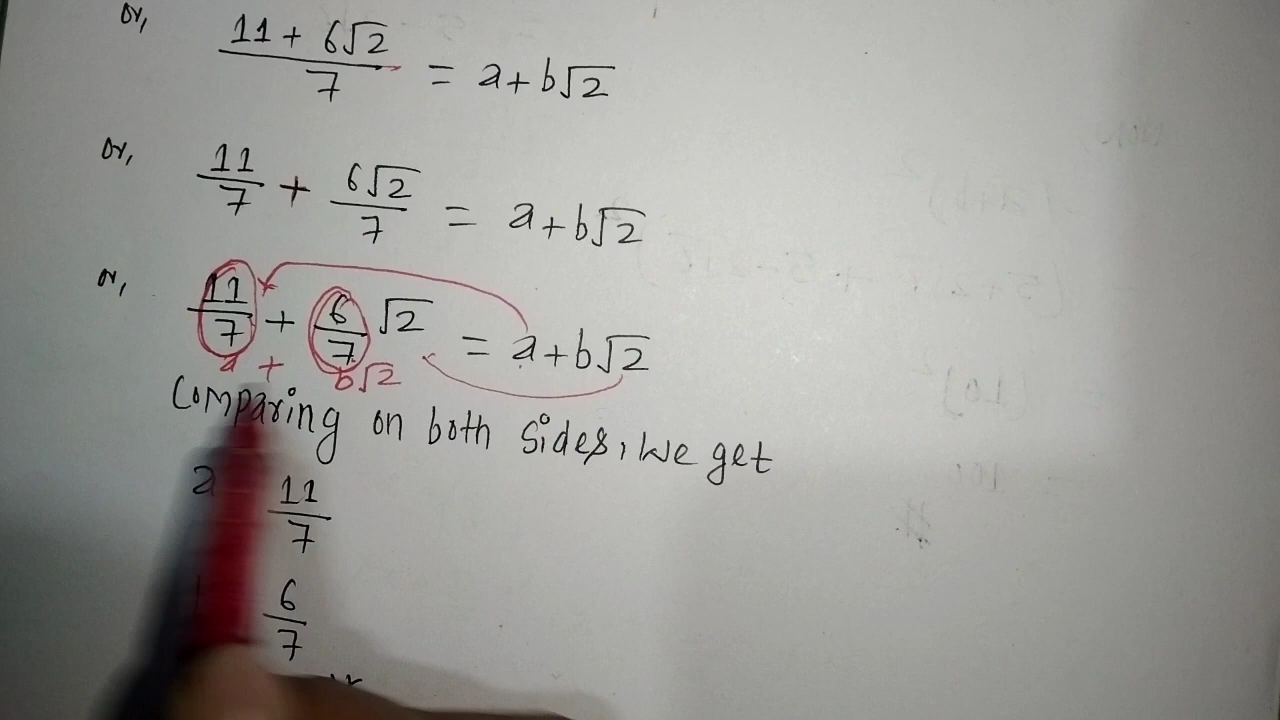 Or, (11 + 6√2)/7 = a+b√2
Or, 11/7 + 6√2/7 = a+b√2
Or, 11/7 + 6/7 √2 = a+b√2
a + b√2
Comparing on both sides, we get
a 11/7
6/7